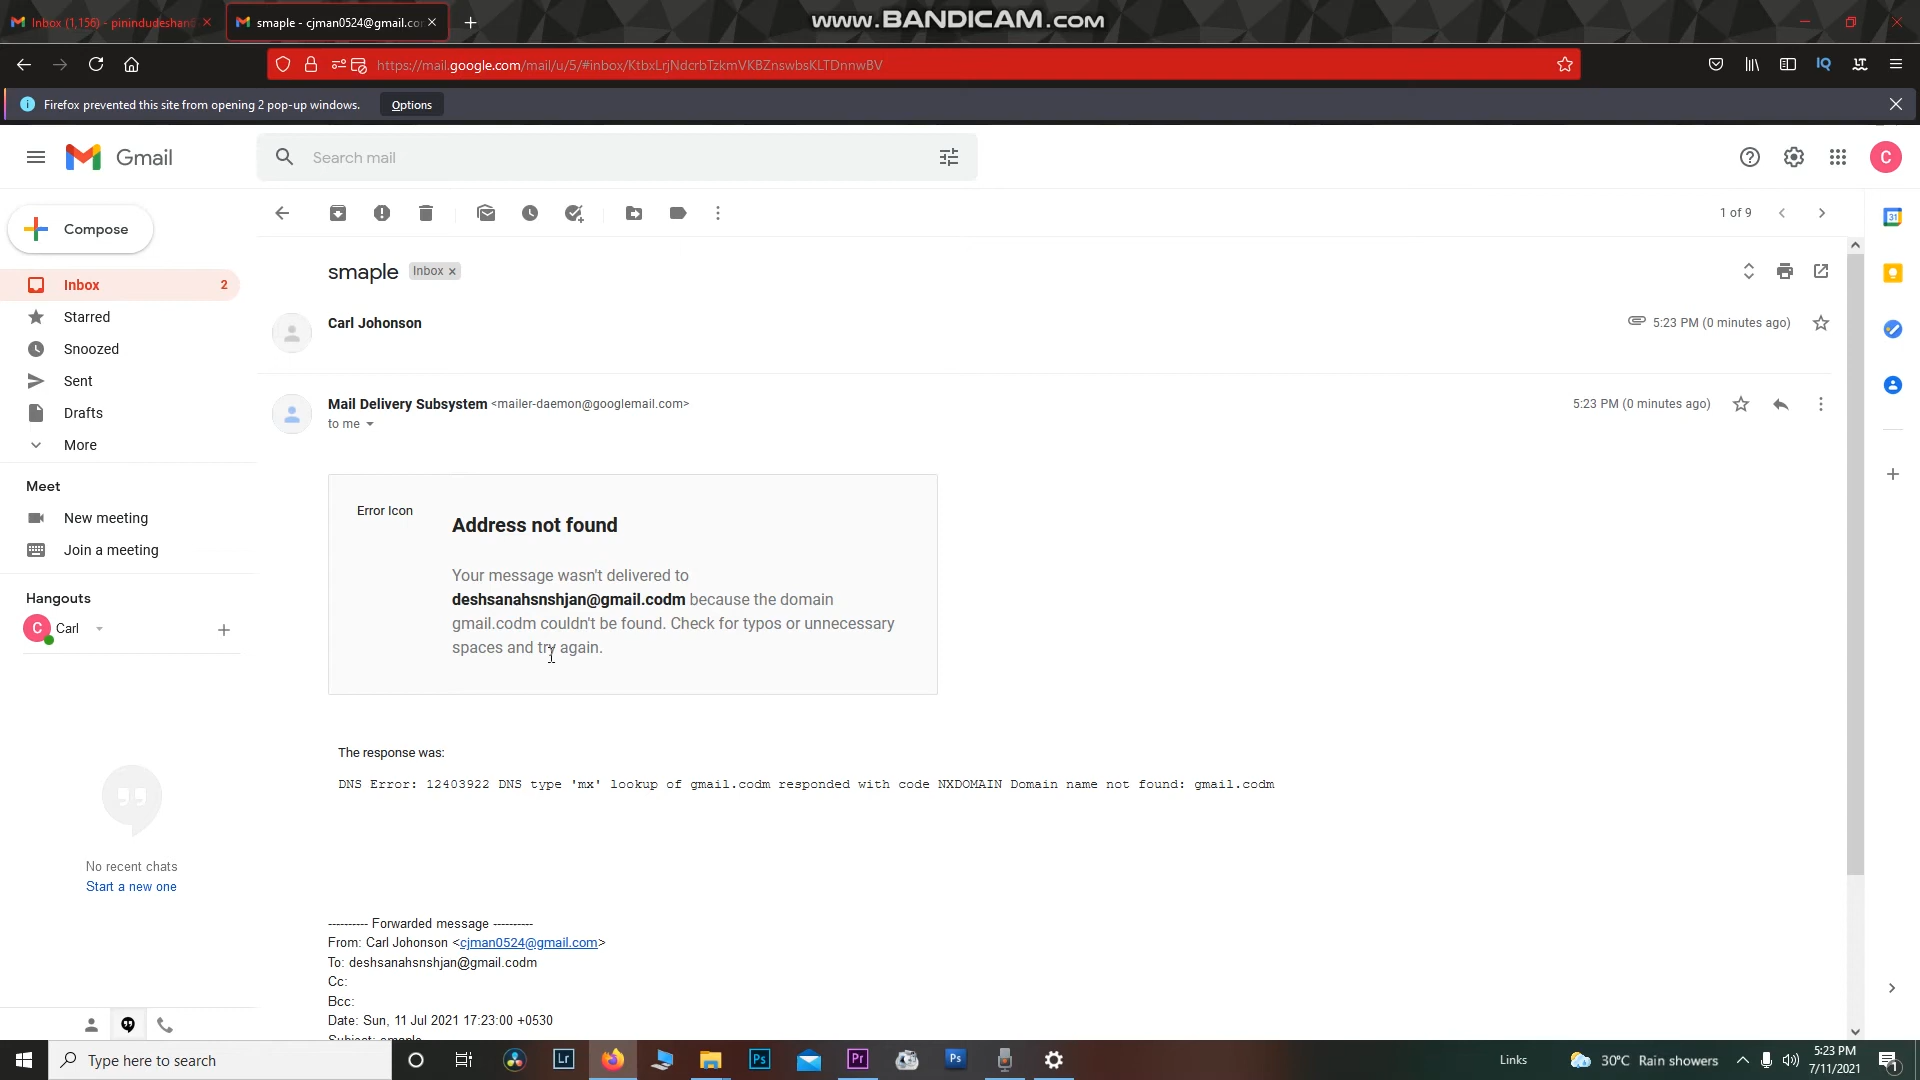 Inbox (1,156) - pinindudeshan
smaple - cjman0524@gmail.co
www.BANDICAM.com
https://mail.google.com/mail/u/5/#inbox/KtbxLrjNdcrbTzkmVKBZnswbsKLTDnnwBV
IQ
Firefox prevented this site from opening 2 pop-up windows.
Options
Gmail
Search mail
C
Compose
1 of 9
31
smaple
Inbox x
Inbox
2
Carl Johonson
5:23 PM (0 minutes ago)
Starred
Snoozed
Sent
Mail Delivery Subsystem <mailer-daemon@googlemail.com>
5:23 PM (0 minutes ago)
to me
Drafts
More
Meet
New meeting
Join a meeting
Error Icon
Address not found
Your message wasn't delivered to
deshsanahsnshjan@gmail.codm because the domain
gmail.codm couldn't be found. Check for typos or unnecessary
spaces and try again.
Hangouts
C
Carl
The response was:
DNS Error: 12403922 DNS type 'mx' lookup of gmail.codm responded with code NXDOMAIN Domain name not found: gmail.codm
No recent chats
Start a new one
---------- Forwarded message ----------
From: Carl Johonson <cjman0524@gmail.com>
To: deshsanahsnshjan@gmail.codm
Cc:
Bcc:
Date: Sun, 11 Jul 2021 17:23:00 +0530
Subject: smaple
Type here to search
Lr
Ps
Pr
Ps
Links
30°C Rain showers
5:23 PM
7/11/2021
1